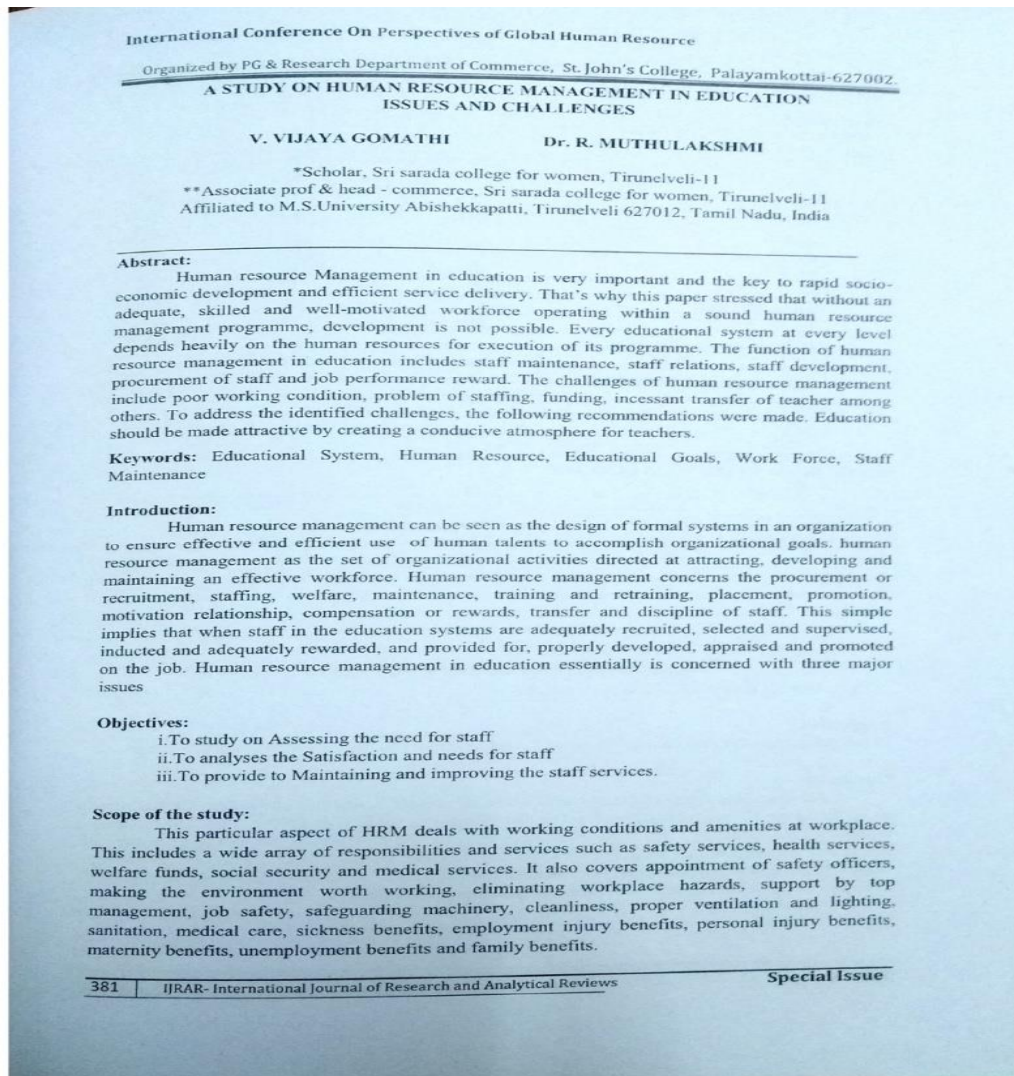 International Conference On Perspectives of Global Human Resource
Organized by PG & Research Department of Commerce, St. John's College, Palayamkottai-627002.
A STUDY ON HUMAN RESOURCE MANAGEMENT IN EDUCATION
ISSUES AND CHALLENGES
V. VIJAYA GOMATHI Dr. R. MUTHULAKSHMI
*Scholar, Sri sarada college for women, Tirunelveli-11
**Associate prof & head - commerce, Sri sarada college for women, Tirunelveli-11
Affiliated to M.S.University Abishekkapatti, Tirunelveli 627012, Tamil Nadu, India
Abstract:
Human resource Management in education is very important and the key to rapid socio-
economic development and efficient service delivery. That's why this paper stressed that without an
adequate, skilled and well-motivated workforce operating within a sound human resource
management programme, development is not possible. Every educational system at every level
depends heavily on the human resources for execution of its programme. The function of human
resource management in education includes staff maintenance, staff relations, staff development,
procurement of staff and job performance reward. The challenges of human resource management
include poor working condition, problem of staffing, funding, incessant transfer of teacher among
others. To address the identified challenges, the following recommendations were made. Education
should be made attractive by creating a conducive atmosphere for teachers.
Keywords: Educational System, Human Resource, Educational Goals, Work Force, Staff
Maintenance
Introduction:
Human resource management can be seen as the design of formal systems in an organization
to ensure effective and efficient use of human talents to accomplish organizational goals. human
resource management as the set of organizational activities directed at attracting, developing and
maintaining an effective workforce. Human resource management concerns the procurement or
recruitment, staffing, welfare, maintenance, training and retraining, placement, promotion,
motivation relationship, compensation or rewards, transfer and discipline of staff. This simple
implies that when staff in the education systems are adequately recruited, selected and supervised,
inducted and adequately rewarded, and provided for, properly developed, appraised and promoted
on the job. Human resource management in education essentially is concerned with three major
issues
Objectives:
i.To study on Assessing the need for staff
ii.To analyses the Satisfaction and needs for staff
iii.To provide to Maintaining and improving the staff services.
Scope of the study:
This particular aspect of HRM deals with working conditions and amenities at workplace.
This includes a wide array of responsibilities and services such as safety services, health services,
welfare funds, social security and medical services. It also covers appointment of safety officers,
making the environment worth working, eliminating workplace hazards, support by top
management, job safety, safeguarding machinery, cleanliness, proper ventilation and lighting,
sanitation, medical care, sickness benefits, employment injury benefits, personal injury benefits,
maternity benefits, unemployment benefits and family benefits.
381 IJRAR- International Journal of Research and Analytical Reviews Special Issue